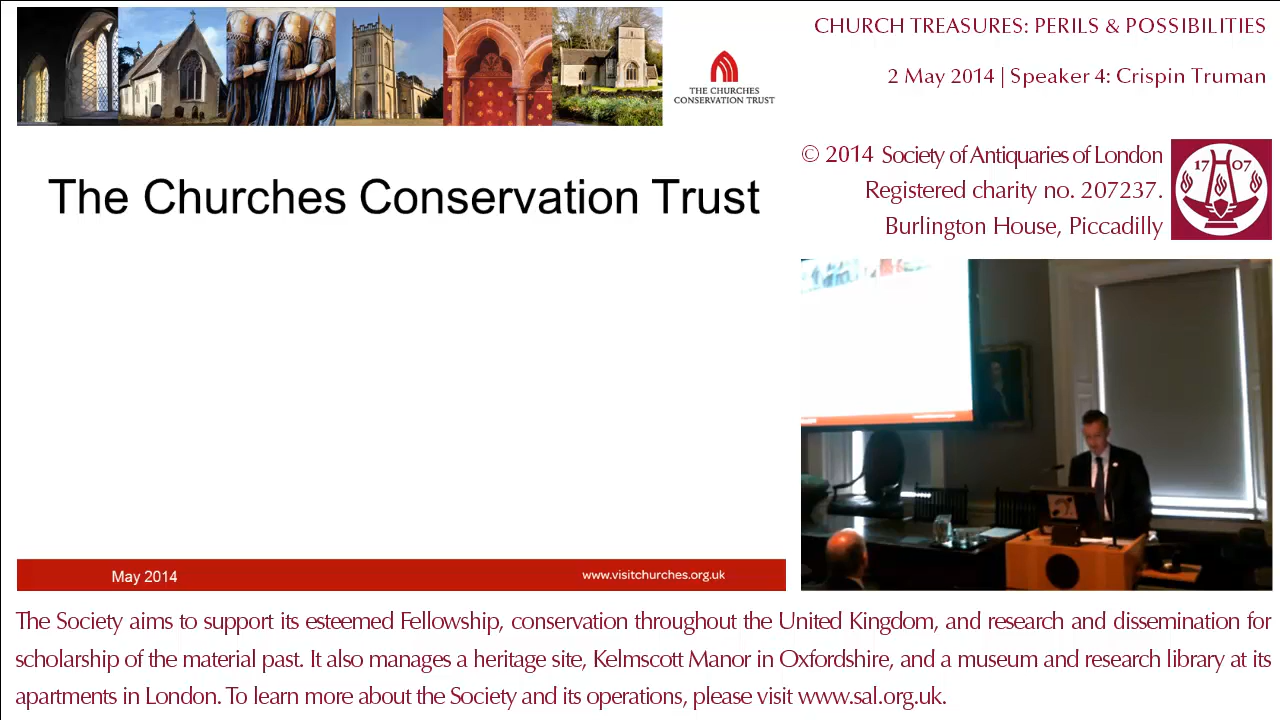 CHURCH TREASURES: PERILS & POSSIBILITIES
2 May 2014 | Speaker 4: Crispin Truman
THE CHURCHES
CONSERVATION TRUST
© 2014 Society of Antiquaries of London
Registered charity no. 207237.
Burlington House, Piccadilly
17 07
The Churches Conservation Trust
May 2014
www.visitchurches.org.uk
The Society aims to support its esteemed Fellowship, conservation throughout the United Kingdom, and research and dissemination for
scholarship of the material past. It also manages a heritage site, Kelmscott Manor in Oxfordshire, and a museum and research library at its
apartments in London. To learn more about the Society and its operations, please visit www.sal.org.uk.